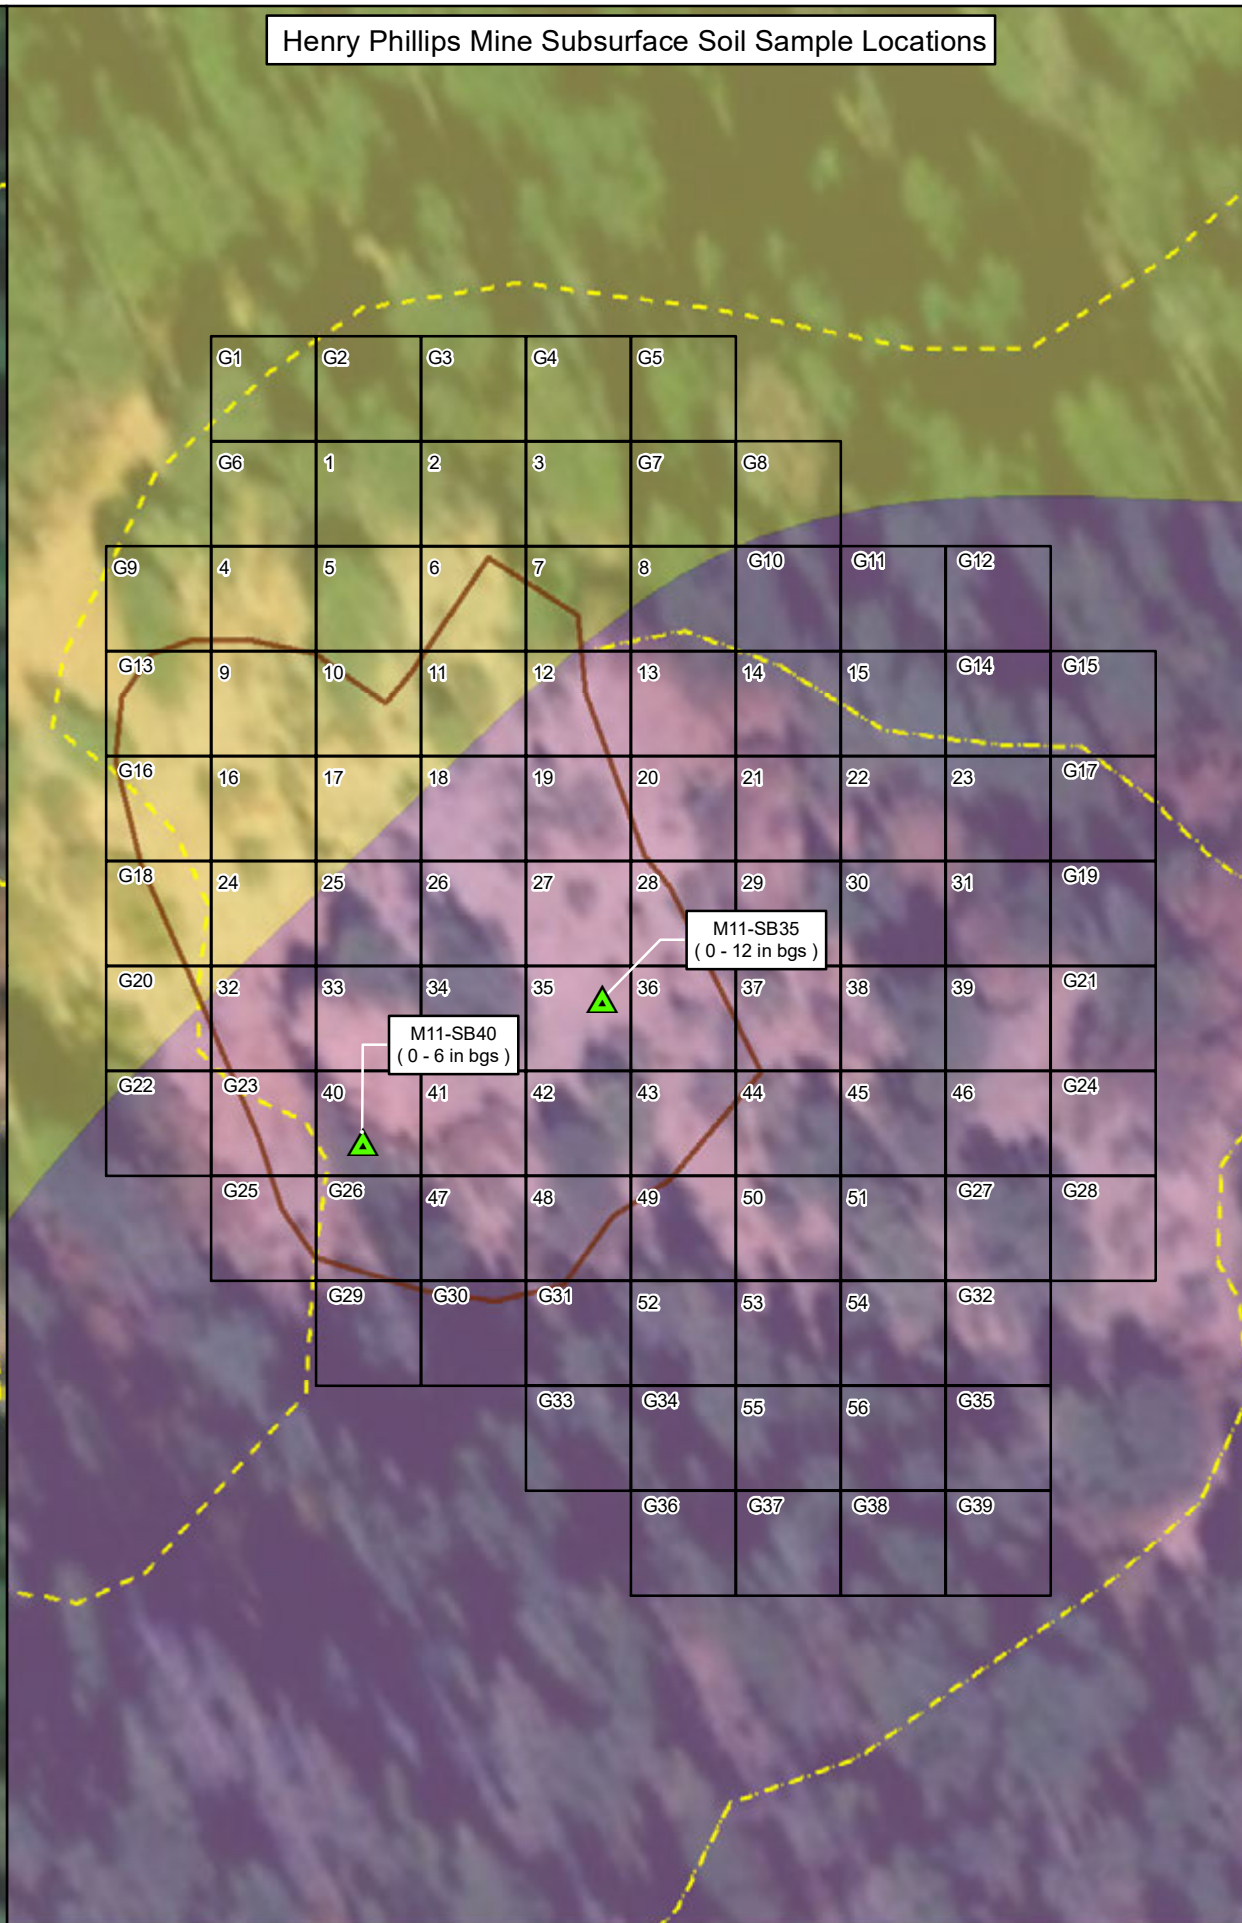 Henry Phillips Mine Subsurface Soil Sample Locations
G1 G2 G3 G4 G5
G6 1 2 3 G7 G8
G9 4 5 6 7 8 G10 G11 G12
G13 9 10 11 12 13 14 15 G14 G15
G16 16 17 18 19 20 21 22 23 G17
G18 24 25 26 27 28 29 30 31 G19
M11-SB35
( 0 - 12 in bgs )
G20 32 33 34 35 36 37 38 39 G21
M11-SB40
( 0 - 6 in bgs )
G22 G23 40 41 42 43 44 45 46 G24
G25 G26 47 48 49 50 51 G27 G28
G29 G30 G31 52 53 54 G32
G33 G34 55 56 G35
G36 G37 G38 G39